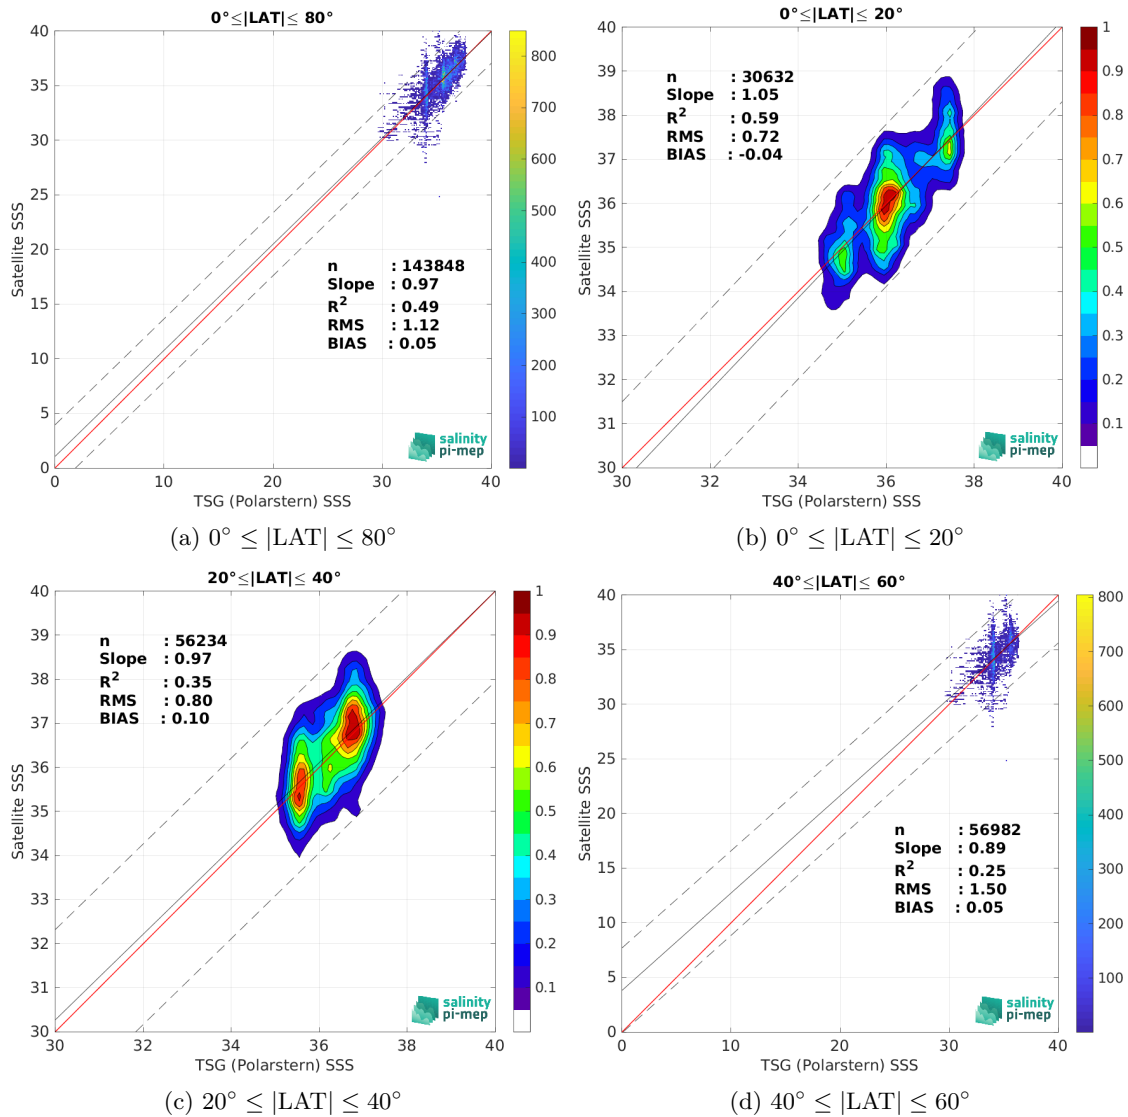 0°≤|LAT|≤ 80°
40
35
30
25
20
15
10
5
0
Satellite SSS
n : 143848
Slope : 0.97
R² : 0.49
RMS : 1.12
BIAS : 0.05
salinity
pi-mep
0 10 20 30 40
TSG (Polarstern) SSS
800
700
600
500
400
300
200
100
(a) 0° ≤ |LAT| ≤ 80°
0°≤|LAT|≤ 20°
40
39
38
37
36
35
34
33
32
31
30
Satellite SSS
n : 30632
Slope : 1.05
R² : 0.59
RMS : 0.72
BIAS : -0.04
salinity
pi-mep
30 32 34 36 38 40
TSG (Polarstern) SSS
1
0.9
0.8
0.7
0.6
0.5
0.4
0.3
0.2
0.1
(b) 0° ≤ |LAT| ≤ 20°
20°≤|LAT|≤ 40°
40
39
38
37
36
35
34
33
32
31
30
Satellite SSS
n : 56234
Slope : 0.97
R² : 0.35
RMS : 0.80
BIAS : 0.10
salinity
pi-mep
30 32 34 36 38 40
TSG (Polarstern) SSS
1
0.9
0.8
0.7
0.6
0.5
0.4
0.3
0.2
0.1
(c) 20° ≤ |LAT| ≤ 40°
40°≤|LAT|≤ 60°
40
35
30
25
20
15
10
5
0
Satellite SSS
n : 56982
Slope : 0.89
R² : 0.25
RMS : 1.50
BIAS : 0.05
salinity
pi-mep
0 10 20 30 40
TSG (Polarstern) SSS
800
700
600
500
400
300
200
100
(d) 40° ≤ |LAT| ≤ 60°